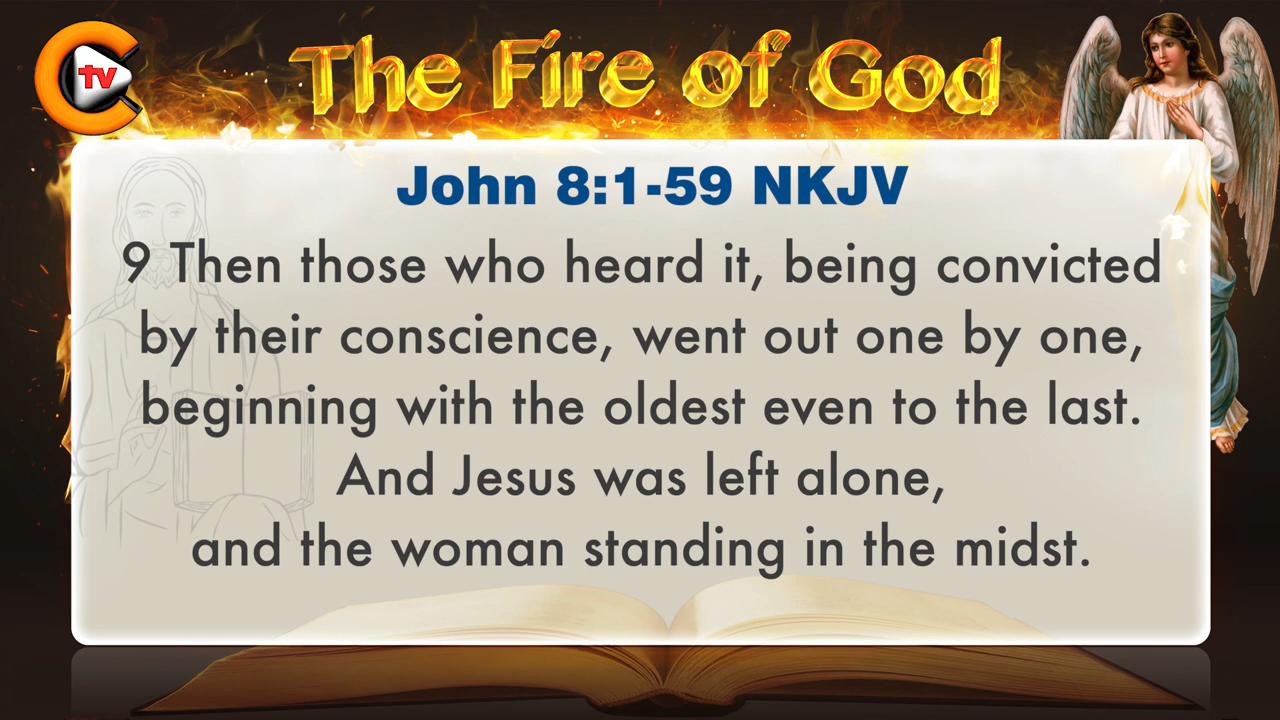 tv
The Fire of God
John 8:1-59 NKJV
9 Then those who heard it, being convicted
by their conscience, went out one by one,
beginning with the oldest even to the last.
And Jesus was left alone,
and the woman standing in the midst.